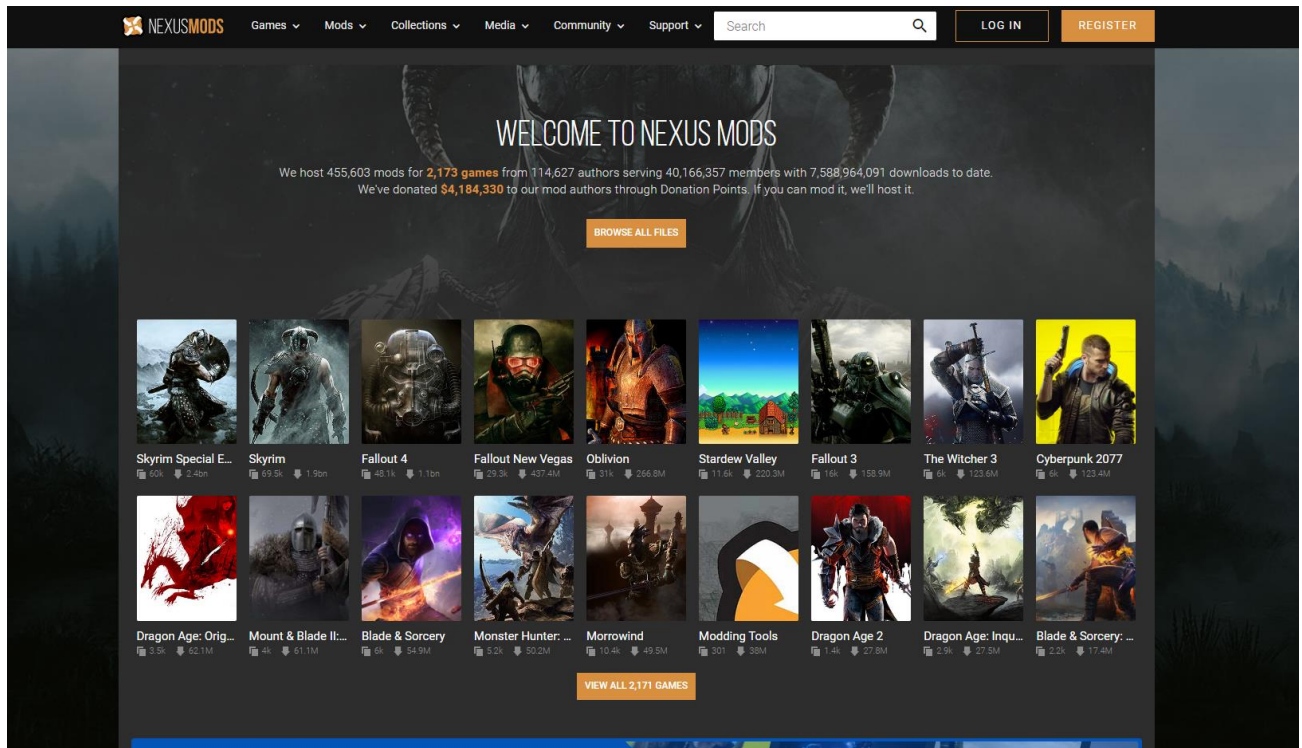 NEXUSMODS Games Mods Collections Media Community Support Search LOG IN REGISTER
WELCOME TO NEXUS MODS
We host 455,603 mods for 2,173 games from 114,627 authors serving 40,166,357 members with 7,588,964,091 downloads to date.
We've donated $4,184,330 to our mod authors through Donation Points. If you can mod it, we'll host it.
BROWSE ALL FILES
Skyrim Special E... Skyrim Fallout 4 Fallout New Vegas Oblivion Stardew Valley Fallout 3 The Witcher 3 Cyberpunk 2077
60k 2.4bn 69.5k 1.9bn 48.1k 1.1bn 29.3k 437.4M 31k 266.8M 11.6k 220.3M 16k 158.9M 6k 123.6M 6k 123.4M
Dragon Age: Orig... Mount & Blade II:... Blade & Sorcery Monster Hunter: ... Morrowind Modding Tools Dragon Age 2 Dragon Age: Inqu... Blade & Sorcery: ...
3.5k 62.1M 4k 61.1M 6k 54.9M 5.2k 50.2M 10.4k 49.5M 301 38M 1.4k 27.8M 2.9k 27.5M 2.2k 17.4M
VIEW ALL 2,171 GAMES